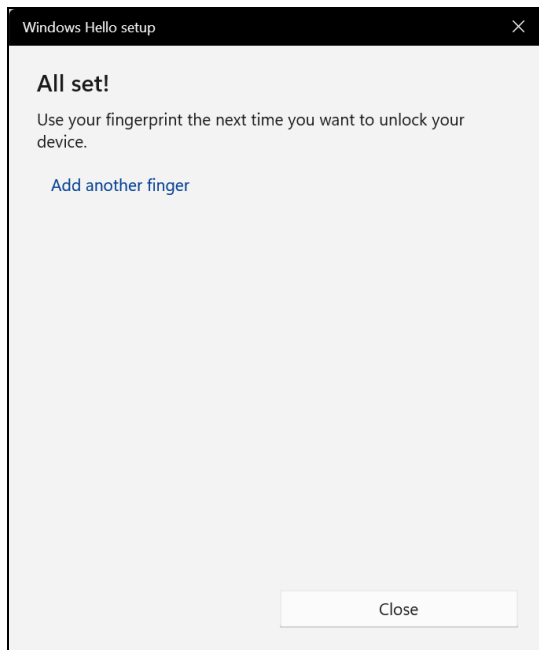 Windows Hello setup
All set!
Use your fingerprint the next time you want to unlock your
device.
Add another finger
Close